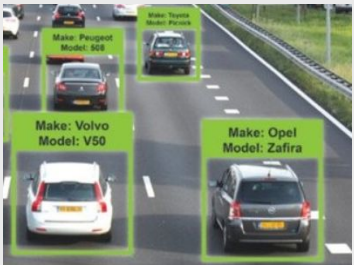 Make: Toyota
Model: Picnick
Make: Peugeot
Model: 508
Make: Volvo
Model: V50
Make: Opel
Model: Zafira